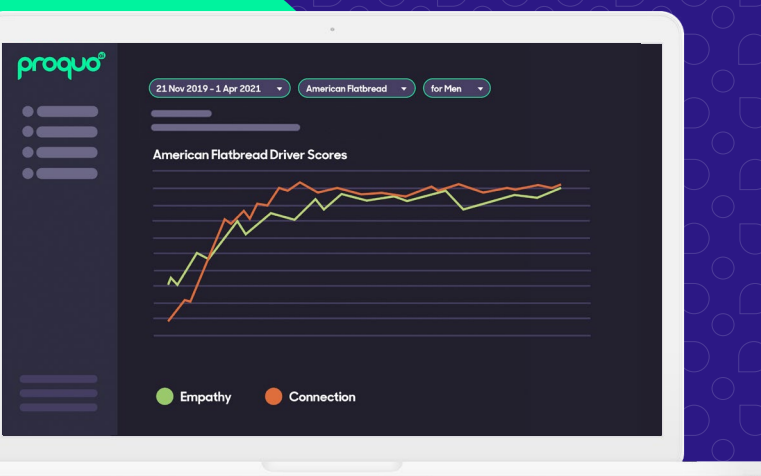 proquo
21 Nov 2019 - 1 Apr 2021
American Flatbread
for Men
American Flatbread Driver Scores
Empathy
Connection